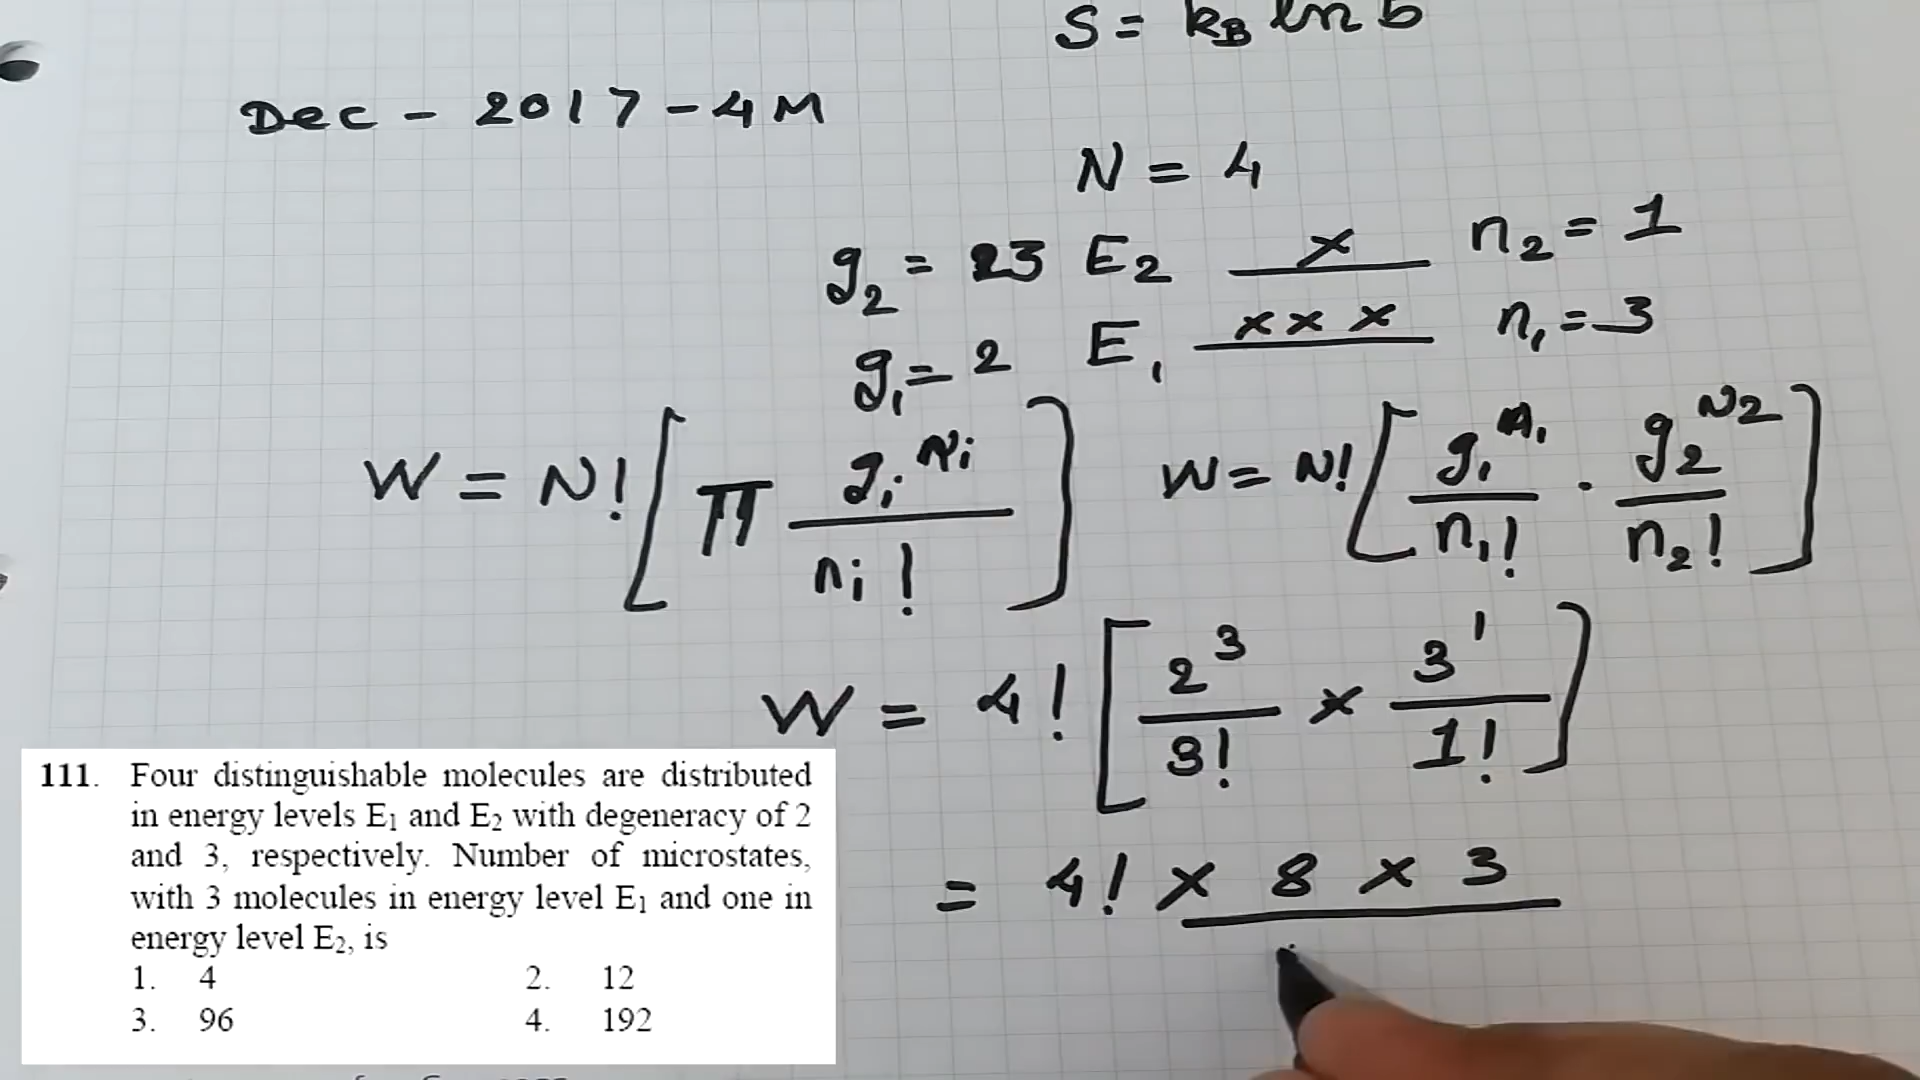 S = kB ln b
Dec - 2017 - 4M
N = 4
g2 = 23 E2 x n2 = 1
g1 = 2 E1 x x x n1 = 3
W = N! [ π gi^Ni / ni! ] W = N! [ g1^n1 / n1! · g2^N2 / n2! ]
W = 4! [ 2^3 / 3! × 3^1 / 1! ]
= 4! × 8 × 3
111. Four distinguishable molecules are distributed
in energy levels E1 and E2 with degeneracy of 2
and 3, respectively. Number of microstates,
with 3 molecules in energy level E1 and one in
energy level E2, is
1. 4 2. 12
3. 96 4. 192